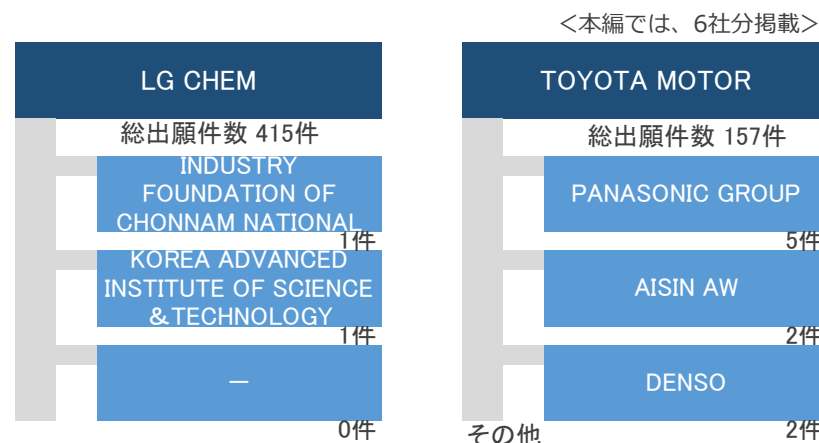 ＜本編では、6社分掲載＞
LG CHEM
総出願件数 415件
INDUSTRY
FOUNDATION OF
CHONNAM NATIONAL
1件
KOREA ADVANCED
INSTITUTE OF SCIENCE
＆TECHNOLOGY
1件
－
0件
TOYOTA MOTOR
総出願件数 157件
PANASONIC GROUP
5件
AISIN AW
2件
DENSO
2件
その他